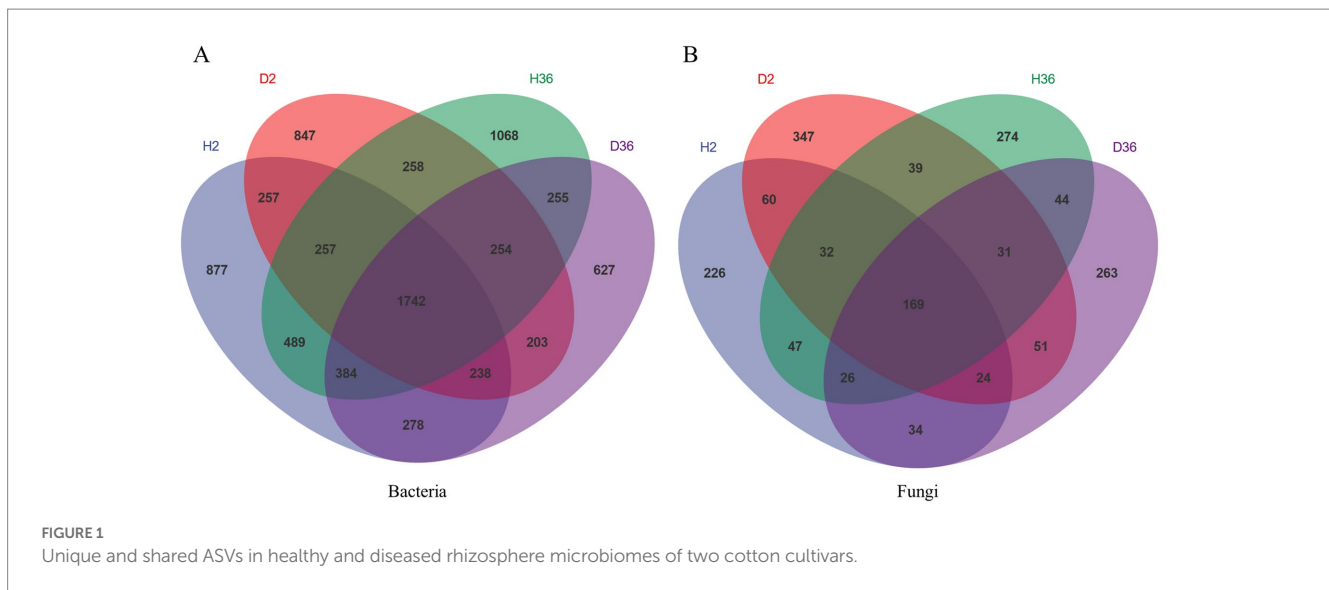 A
B
D2
H36
D2
H36
H2
D36
H2
D36
847
1068
258
257
255
257
254
877
627
1742
489
203
384
238
278
347
274
39
60
44
32
31
226
263
169
47
51
26
24
34
Bacteria
Fungi
FIGURE 1
Unique and shared ASVs in healthy and diseased rhizosphere microbiomes of two cotton cultivars.